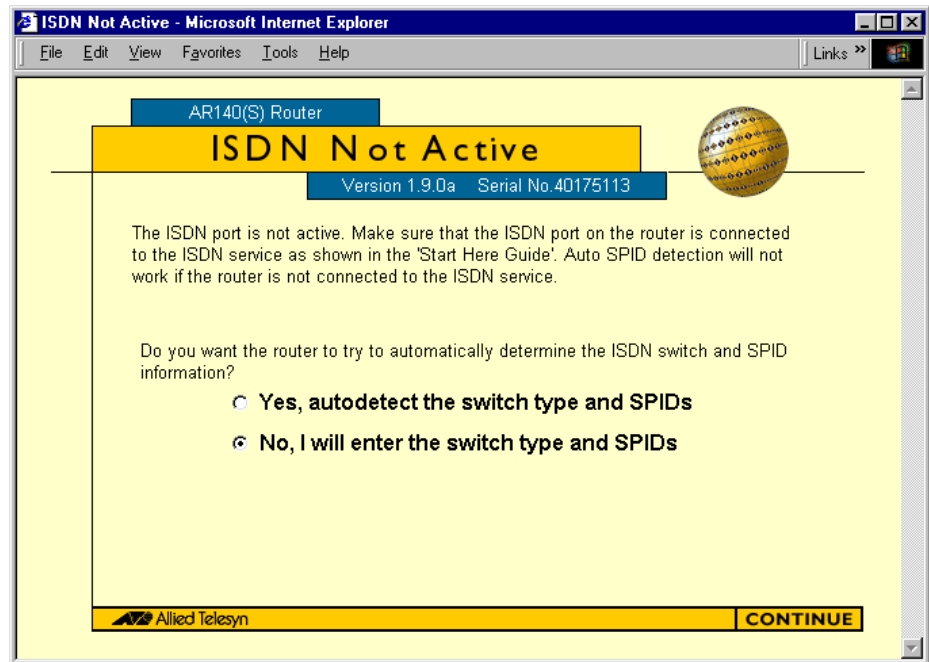 ISDN Not Active - Microsoft Internet Explorer
File Edit View Favorites Tools Help Links »
AR140(S) Router
ISDN Not Active
Version 1.9.0a Serial No.40175113
The ISDN port is not active. Make sure that the ISDN port on the router is connected
to the ISDN service as shown in the 'Start Here Guide'. Auto SPID detection will not
work if the router is not connected to the ISDN service.
Do you want the router to try to automatically determine the ISDN switch and SPID
information?
Yes, autodetect the switch type and SPIDs
No, I will enter the switch type and SPIDs
Allied Telesyn
CONTINUE